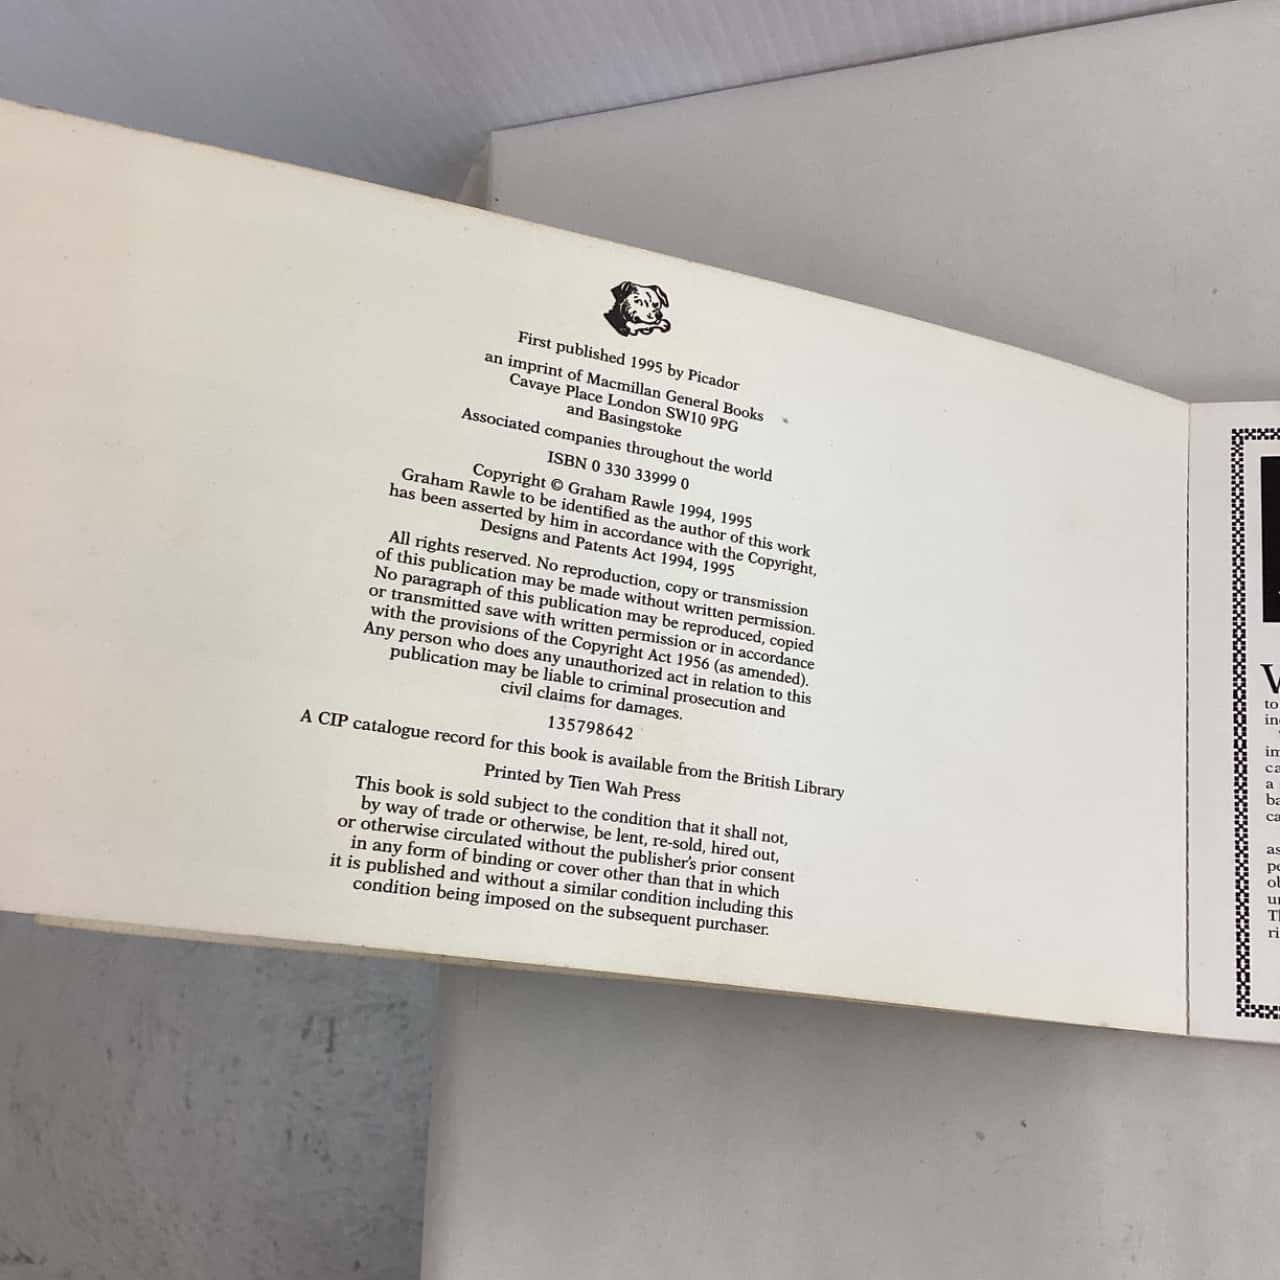 First published 1995 by Picador
an imprint of Macmillan General Books
Cavaye Place London SW10 9PG
and Basingstoke
Associated companies throughout the world
ISBN 0 330 33999 0
Copyright © Graham Rawle 1994, 1995
Graham Rawle to be identified as the author of this work
has been asserted by him in accordance with the Copyright,
Designs and Patents Act 1994, 1995
All rights reserved. No reproduction, copy or transmission
of this publication may be made without written permission.
No paragraph of this publication may be reproduced, copied
or transmitted save with written permission or in accordance
with the provisions of the Copyright Act 1956 (as amended).
Any person who does any unauthorized act in relation to this
publication may be liable to criminal prosecution and
civil claims for damages.
135798642
A CIP catalogue record for this book is available from the British Library
Printed by Tien Wah Press
This book is sold subject to the condition that it shall not,
by way of trade or otherwise, be lent, re-sold, hired out,
or otherwise circulated without the publisher's prior consent
in any form of binding or cover other than that in which
it is published and without a similar condition including this
condition being imposed on the subsequent purchaser.
to